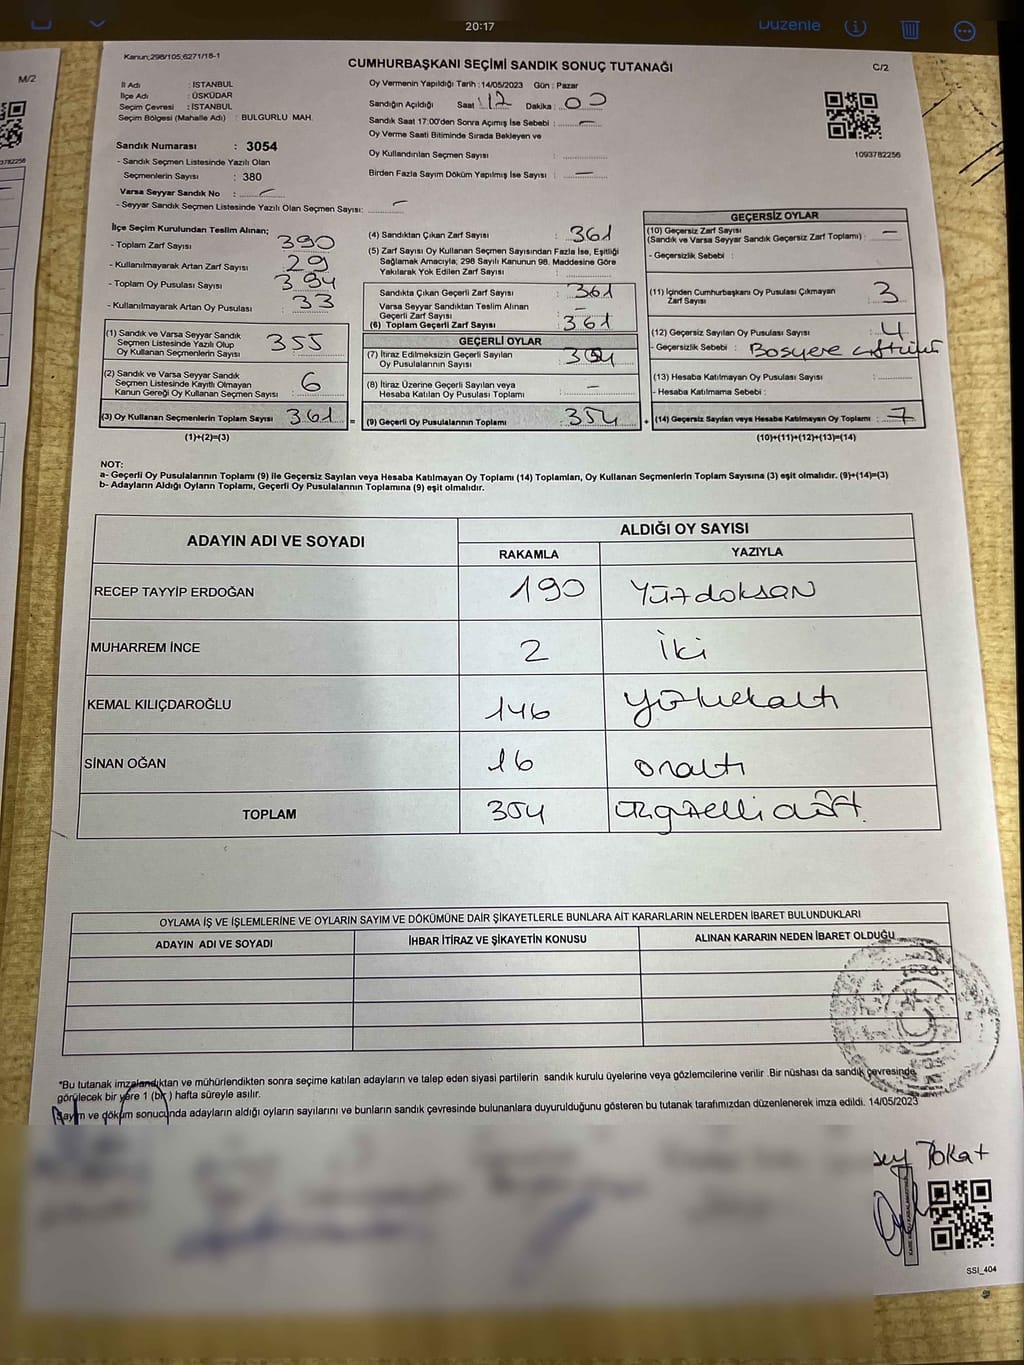 20:17
Düzenle
M/2
3782256
Kanun;298/105;6271/18-1
CUMHURBAŞKANI SEÇİMİ SANDIK SONUÇ TUTANAĞI
C/2
İl Adı : İSTANBUL
İlçe Adı : ÜSKÜDAR
Seçim Çevresi : İSTANBUL
Seçim Bölgesi (Mahalle Adı) : BULGURLU MAH.
Sandık Numarası : 3054
- Sandık Seçmen Listesinde Yazılı Olan
Seçmenlerin Sayısı : 380
Varsa Seyyar Sandık No : —
- Seyyar Sandık Seçmen Listesinde Yazılı Olan Seçmen Sayısı: —
Oy Vermenin Yapıldığı Tarih : 14/05/2023 Gün : Pazar
Sandığın Açıldığı Saat : 17 Dakika : 00
Sandık Saat 17:00'den Sonra Açımış İse Sebebi : —
Oy Verme Saati Bitiminde Sırada Bekleyen ve
Oy Kullandırılan Seçmen Sayısı :
Birden Fazla Sayım Döküm Yapılmış İse Sayısı : —
1093782256
İlçe Seçim Kurulundan Teslim Alınan;
- Toplam Zarf Sayısı : 390
- Kullanılmayarak Artan Zarf Sayısı : 29
- Toplam Oy Pusulası Sayısı : 394
- Kullanılmayarak Artan Oy Pusulası : 33
(1) Sandık ve Varsa Seyyar Sandık
Seçmen Listesinde Yazılı Olup
Oy Kullanan Seçmenlerin Sayısı : 355
(2) Sandık ve Varsa Seyyar Sandık
Seçmen Listesinde Kayıtlı Olmayan
Kanun Gereği Oy Kullanan Seçmen Sayısı : 6
(3) Oy Kullanan Seçmenlerin Toplam Sayısı : 361
(1)+(2)=(3)
(4) Sandıktan Çıkan Zarf Sayısı : 361
(5) Zarf Sayısı Oy Kullanan Seçmen Sayısından Fazla İse, Eşitliği
Sağlamak Amacıyla; 298 Sayılı Kanunun 98. Maddesine Göre
Yakılarak Yok Edilen Zarf Sayısı :
Sandıkta Çıkan Geçerli Zarf Sayısı : 361
Varsa Seyyar Sandıktan Teslim Alınan
Geçerli Zarf Sayısı : —
(6) Toplam Geçerli Zarf Sayısı : 361
GEÇERLİ OYLAR
(7) İtiraz Edilmeksizin Geçerli Sayılan
Oy Pusulalarının Sayısı : 354
(8) İtiraz Üzerine Geçerli Sayılan veya
Hesaba Katılan Oy Pusulası Toplamı : —
= (9) Geçerli Oy Pusulalarının Toplamı : 354
GEÇERSİZ OYLAR
(10) Geçersiz Zarf Sayısı
(Sandık ve Varsa Seyyar Sandık Geçersiz Zarf Toplamı) : —
- Geçersizlik Sebebi :
(11) İçinden Cumhurbaşkanı Oy Pusulası Çıkmayan
Zarf Sayısı : 3
(12) Geçersiz Sayılan Oy Pusulası Sayısı : 4
- Geçersizlik Sebebi : Boşyere
(13) Hesaba Katılmayan Oy Pusulası Sayısı :
- Hesaba Katılmama Sebebi :
+ (14) Geçersiz Sayılan veya Hesaba Katılmayan Oy Toplamı : 7
(10)+(11)+(12)+(13)=(14)
NOT:
a- Geçerli Oy Pusulalarının Toplamı (9) ile Geçersiz Sayılan veya Hesaba Katılmayan Oy Toplamı (14) Toplamları, Oy Kullanan Seçmenlerin Toplam Sayısına (3) eşit olmalıdır. (9)+(14)=(3)
b- Adayların Aldığı Oyların Toplamı, Geçerli Oy Pusulalarının Toplamına (9) eşit olmalıdır.
ADAYIN ADI VE SOYADI
ALDIĞI OY SAYISI
RAKAMLA YAZIYLA
RECEP TAYYİP ERDOĞAN 190 Yüzdoksan
MUHARREM İNCE 2 iki
KEMAL KILIÇDAROĞLU 146 yüzkırkaltı
SİNAN OĞAN 16 onaltı
TOPLAM 354 üçyüzellidört
OYLAMA İŞ VE İŞLEMLERİNE VE OYLARIN SAYIM VE DÖKÜMÜNE DAİR ŞİKAYETLERLE BUNLARA AİT KARARLARIN NELERDEN İBARET BULUNDUKLARI
ADAYIN ADI VE SOYADI İHBAR İTİRAZ VE ŞİKAYETİN KONUSU ALINAN KARARIN NEDEN İBARET OLDUĞU
*Bu tutanak imzalandıktan ve mühürlendikten sonra seçime katılan adayların ve talep eden siyasi partilerin sandık kurulu üyelerine veya gözlemcilerine verilir .Bir nüshası da sandık çevresinde
görülecek bir yere 1 (bir ) hafta süreyle asılır.
Sayım ve döküm sonucunda adayların aldığı oyların sayılarını ve bunların sandık çevresinde bulunanlara duyurulduğunu gösteren bu tutanak tarafımızdan düzenlenerek imza edildi. 14/05/2023
Tokat
SSI_404